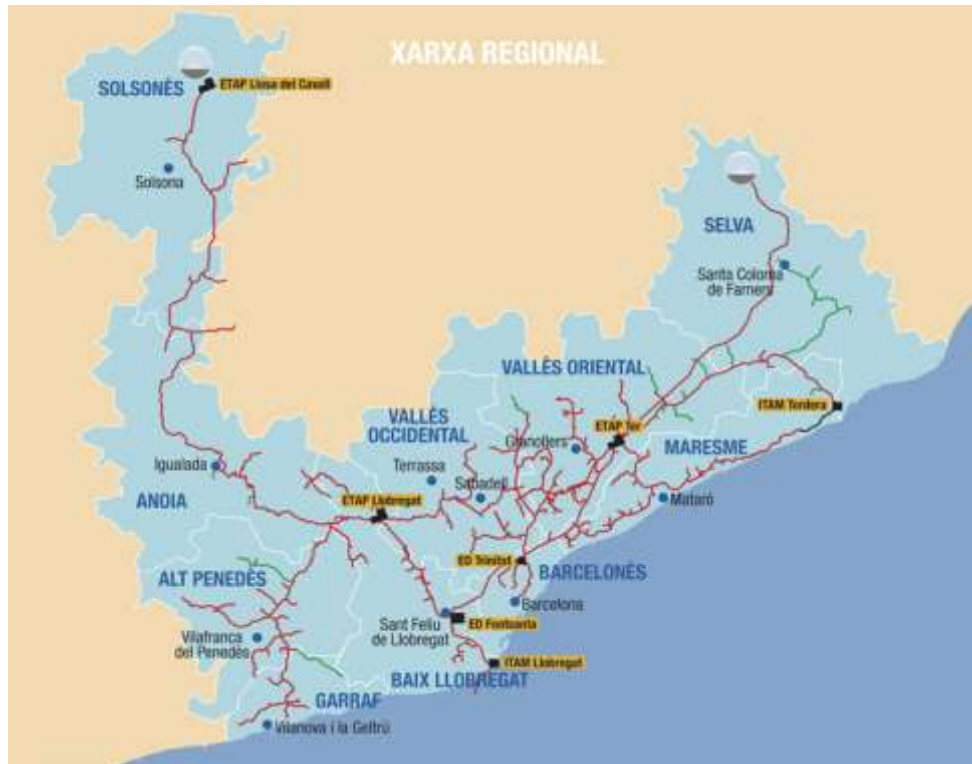 XARXA REGIONAL
ETAP Llosa del Cavall
SOLSONÈS
Solsona
SELVA
Santa Coloma
de Farners
VALLÈS ORIENTAL
ITAM Tordera
VALLÈS
OCCIDENTAL
ETAP Ter
Granollers
MARESME
Terrassa
Igualada
Sabadell
ANOIA
ETAP Llobregat
Mataró
ED Trinitat
ALT PENEDÈS
BARCELONÈS
Barcelona
Sant Feliu
de Llobregat
ED Fontsanta
Vilafranca
del Penedès
ITAM Llobregat
BAIX LLOBREGAT
GARRAF
Vilanova i la Geltrú